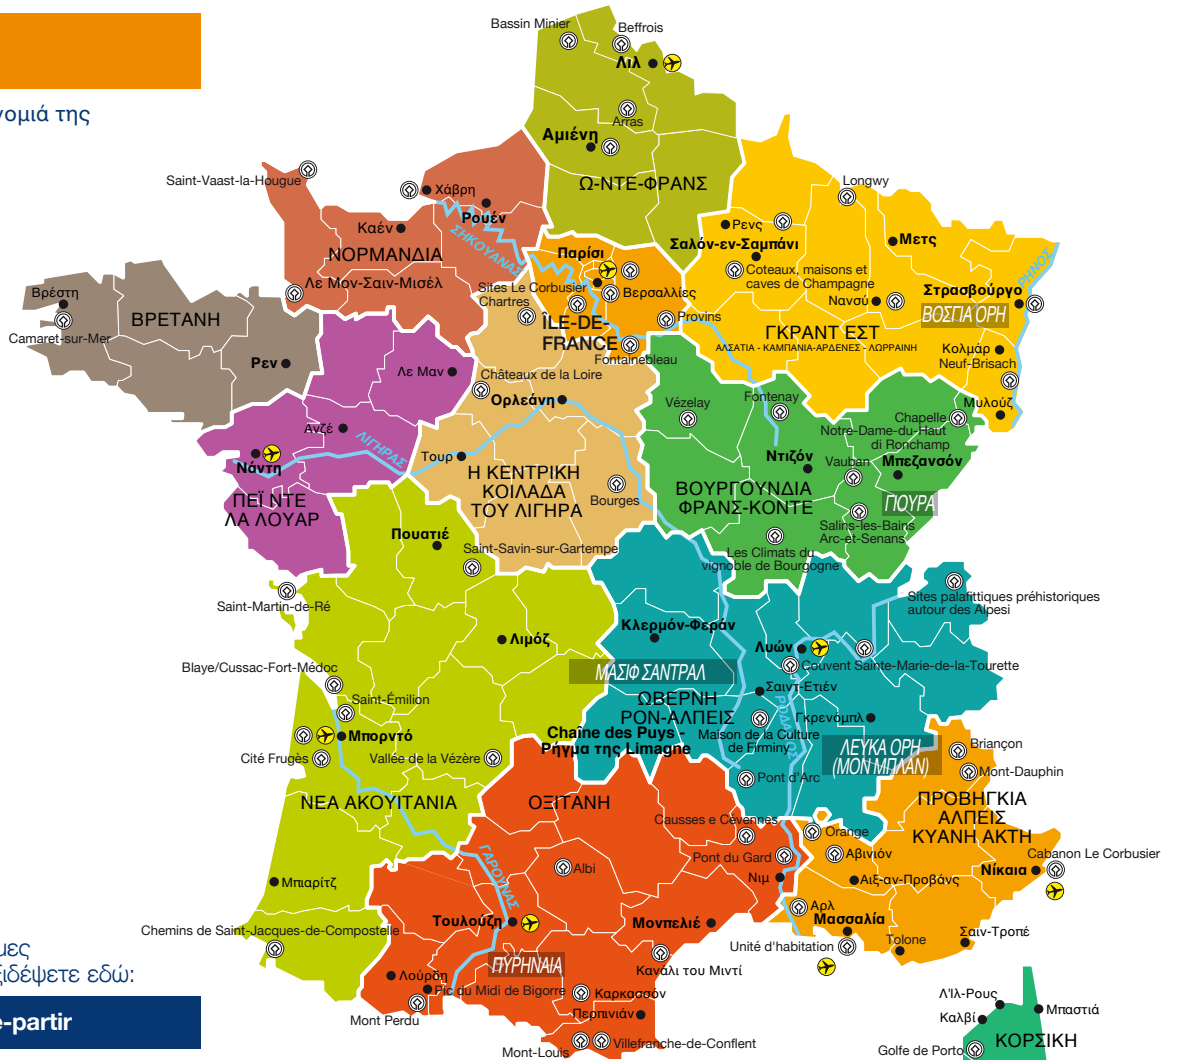 νομιά της
Bassin Minier
Beffrois
Λιλ
Arras
Αμιένη
Ω-ΝΤΕ-ΦΡΑΝΣ
Saint-Vaast-la-Hougue
Χάβρη
Ρουέν
Καέν
ΝΟΡΜΑΝΔΙΑ
ΣΗΚΟΥΑΝΑΣ
Λε Μον-Σαιν-Μισέλ
Longwy
Ρενς
Σαλόν-εν-Σαμπάνι
Μετς
Coteaux, maisons et
caves de Champagne
Νανσύ
Στρασβούργο
ΡΗΝΟΣ
ΒΟΣΓΙΑ ΟΡΗ
ΓΚΡΑΝΤ ΕΣΤ
ΑΛΣΑΤΙΑ - ΚΑΜΠΑΝΙΑ-ΑΡΔΕΝΕΣ - ΛΩΡΡΑΙΝΗ
Κολμάρ
Neuf-Brisach
Μυλούζ
Παρίσι
Sites Le Corbusier
Βερσαλλίες
Chartres
Provins
ÎLE-DE-
FRANCE
Fontainebleau
Βρέστη
Camaret-sur-Mer
ΒΡΕΤΑΝΗ
Ρεν
Λε Μαν
Châteaux de la Loire
Ορλεάνη
Ανζέ
ΛΙΓΗΡΑΣ
Νάντη
Τουρ
ΠΕΪ ΝΤΕ
ΛΑ ΛΟΥΑΡ
Η ΚΕΝΤΡΙΚΗ
ΚΟΙΛΑΔΑ
ΤΟΥ ΛΙΓΗΡΑ
Bourges
Vézelay
Fontenay
Chapelle
Notre-Dame-du-Haut
di Ronchamp
Ντιζόν
Vauban
Μπεζανσόν
ΒΟΥΡΓΟΥΝΔΙΑ
ΦΡΑΝΣ-ΚΟΝΤΕ
ΓΙΟΥΡΑ
Salins-les-Bains
Arc-et-Senans
Les Climats du
vignoble de Bourgogne
Πουατιέ
Saint-Savin-sur-Gartempe
Saint-Martin-de-Ré
Λιμόζ
Blaye/Cussac-Fort-Médoc
Saint-Émilion
Μπορντό
Cité Frugès
Vallée de la Vézère
ΝΕΑ ΑΚΟΥΙΤΑΝΙΑ
Μπιαρίτζ
Chemins de Saint-Jacques-de-Compostelle
Sites palafittiques préhistoriques
autour des Alpesi
Κλερμόν-Φεράν
Λυών
Couvent Sainte-Marie-de-la-Tourette
ΜΑΣΙΦ ΣΑΝΤΡΑΛ
Σαιντ-Ετιέν
ΩΒΕΡΝΗ
ΡΟΝ-ΑΛΠΕΙΣ
ΡΟΔΑΝΟΣ
Γκρενόμπλ
Chaîne des Puys -
Ρήγμα της Limagne
Maison de la Culture
de Firminy
ΛΕΥΚΑ ΟΡΗ
(ΜΟΝ ΜΠΛΑΝ)
Pont d'Arc
Briançon
Mont-Dauphin
ΠΡΟΒΗΓΚΙΑ
ΑΛΠΕΙΣ
ΚΥΑΝΗ ΑΚΤΗ
ΟΞΙΤΑΝΗ
Causses e Cévennes
Orange
Pont du Gard
Αβινιόν
Cabanon Le Corbusier
Νίκαια
Albi
Νιμ
Αιξ-αν-Προβάνς
ΓΑΡΟΥΝΑΣ
Αρλ
Τουλούζη
Μονπελιέ
Μασσαλία
Unité d'habitation
Tolone
Σαιν-Τροπέ
ΠΥΡΗΝΑΙΑ
Κανάλι του Μιντί
Λούρδη
Pic du Midi de Bigorre
Καρκασσόν
Mont Perdu
Περπινιάν
Mont-Louis
Villefranche-de-Conflent
Λ'Ιλ-Ρους
Μπαστιά
Καλβί
ΚΟΡΣΙΚΗ
Golfe de Porto
μες
ξιδέψετε εδώ:
e-partir